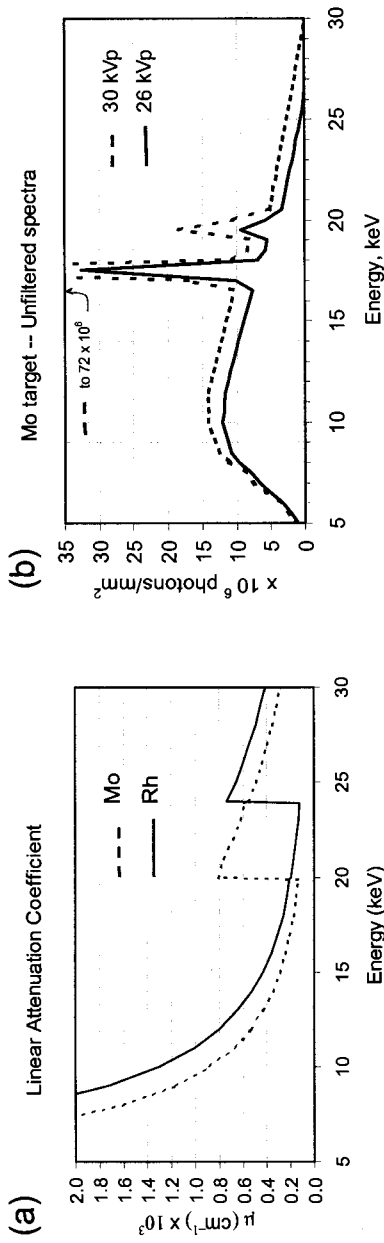 (a)
Linear Attenuation Coefficient
μ (cm⁻¹) × 10³
2.0
1.8
1.6
1.4
1.2
1.0
0.8
0.6
0.4
0.2
0.0
Mo
Rh
5
10
15
20
25
30
Energy (keV)
(b)
Mo target -- Unfiltered spectra
x 10⁶ photons/mm²
35
30
25
20
15
10
5
0
to 72 x 10⁶
30 kVp
26 kVp
5
10
15
20
25
30
Energy, keV